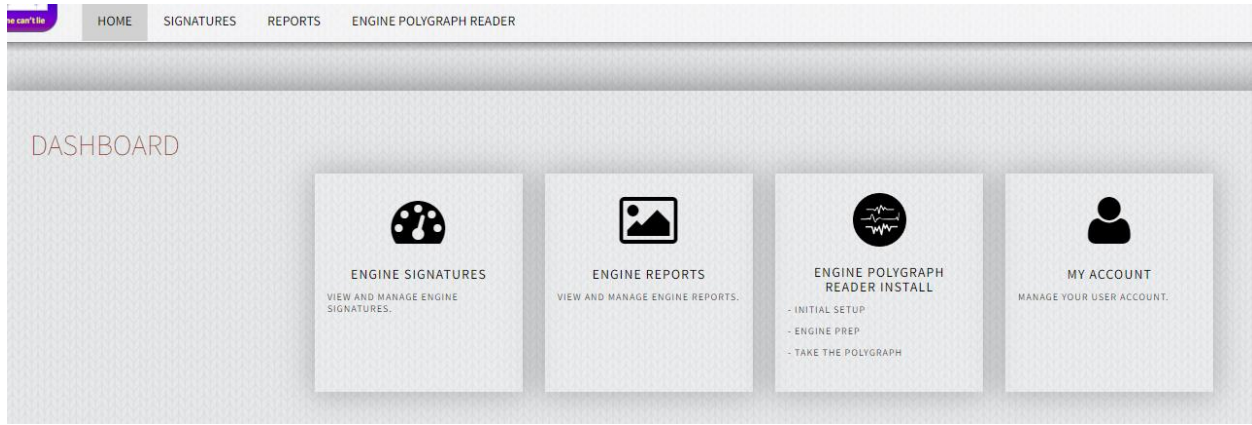 ne can't lie
HOME SIGNATURES REPORTS ENGINE POLYGRAPH READER
DASHBOARD
ENGINE SIGNATURES
VIEW AND MANAGE ENGINE
SIGNATURES.
ENGINE REPORTS
VIEW AND MANAGE ENGINE REPORTS.
ENGINE POLYGRAPH
READER INSTALL
- INITIAL SETUP
- ENGINE PREP
- TAKE THE POLYGRAPH
MY ACCOUNT
MANAGE YOUR USER ACCOUNT.